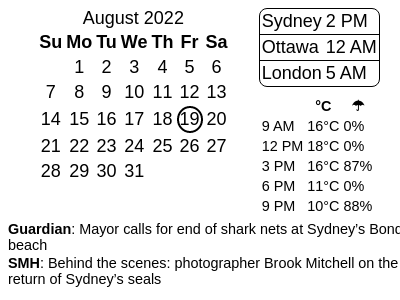 August 2022
Su Mo Tu We Th Fr Sa
1 2 3 4 5 6
7 8 9 10 11 12 13
14 15 16 17 18 19 20
21 22 23 24 25 26 27
28 29 30 31
Sydney 2 PM
Ottawa 12 AM
London 5 AM
°C ☂
9 AM 16°C 0%
12 PM 18°C 0%
3 PM 16°C 87%
6 PM 11°C 0%
9 PM 10°C 88%
Guardian: Mayor calls for end of shark nets at Sydney’s
beach
SMH: Behind the scenes: photographer Brook Mitchell on the
return of Sydney’s seals